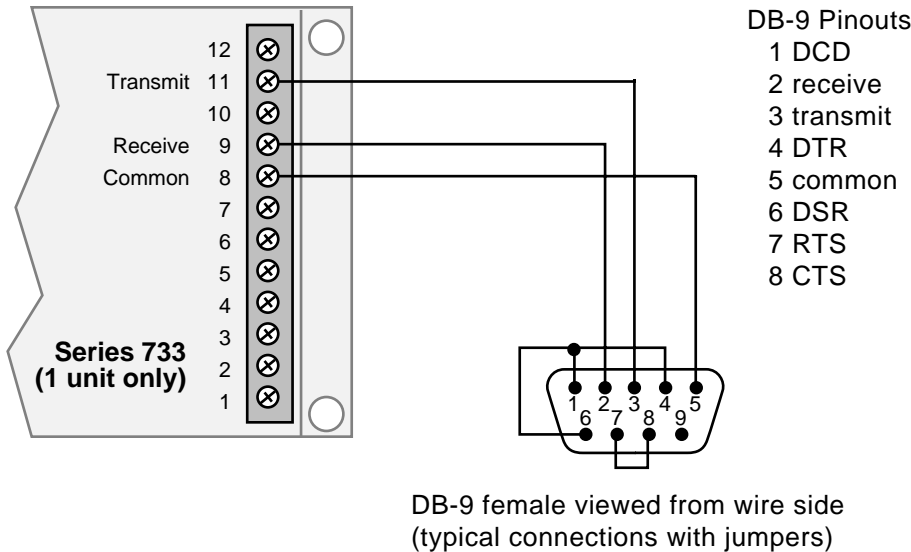 12
Transmit 11
10
Receive 9
Common 8
7
6
5
4
3
2
1
Series 733
(1 unit only)
DB-9 Pinouts
1 DCD
2 receive
3 transmit
4 DTR
5 common
6 DSR
7 RTS
8 CTS
1 2 3 4 5
6 7 8 9
DB-9 female viewed from wire side
(typical connections with jumpers)